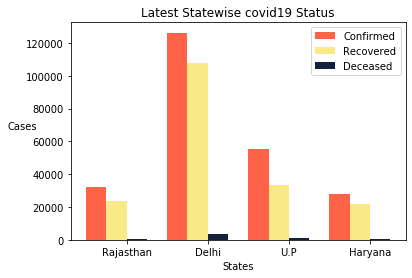 Latest Statewise covid19 Status
Confirmed
Recovered
Deceased
120000
100000
80000
60000
40000
20000
0
Cases
Rajasthan
Delhi
U.P
Haryana
States